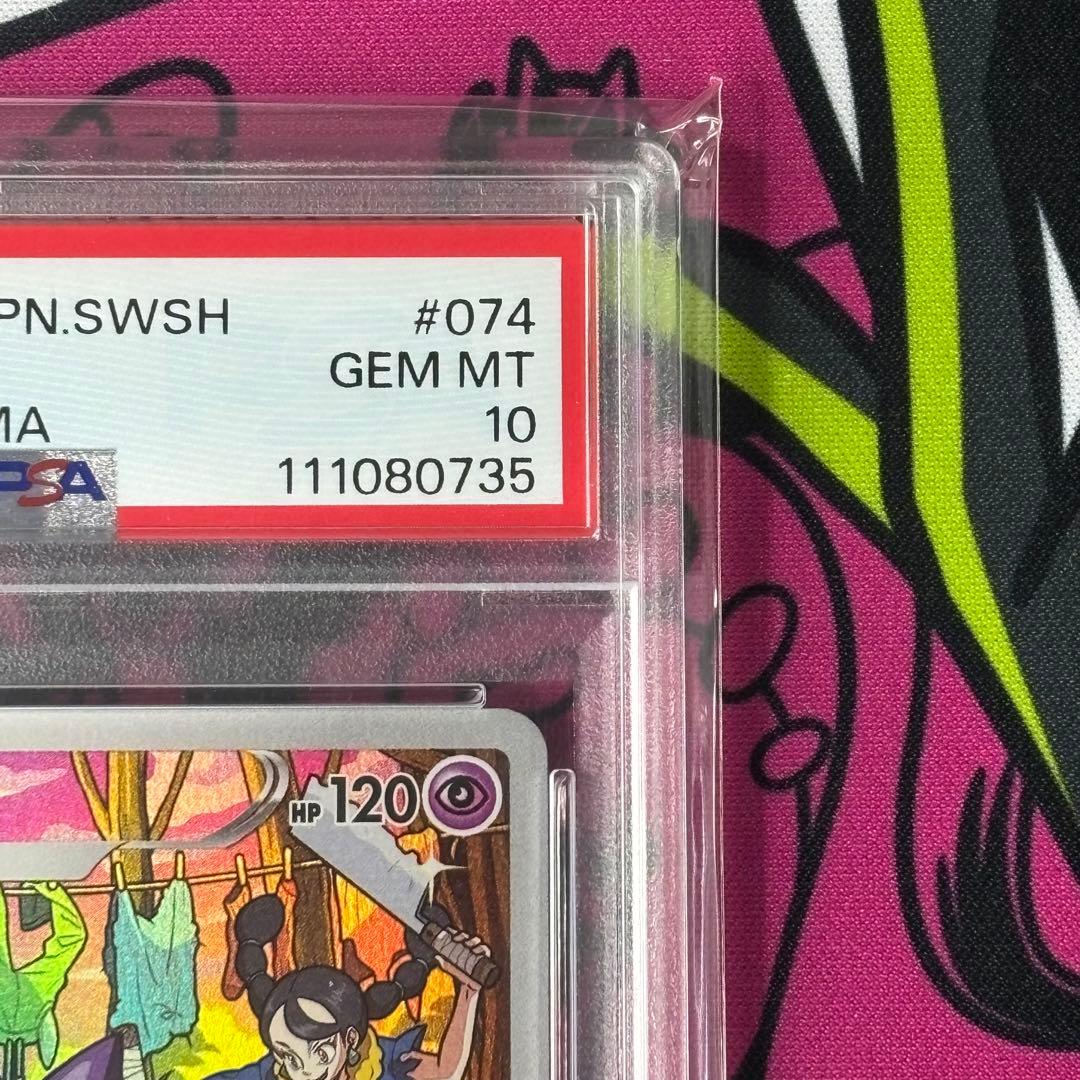 PN.SWSH #074
GEM MT
MA 10
PSA 111080735
HP 120